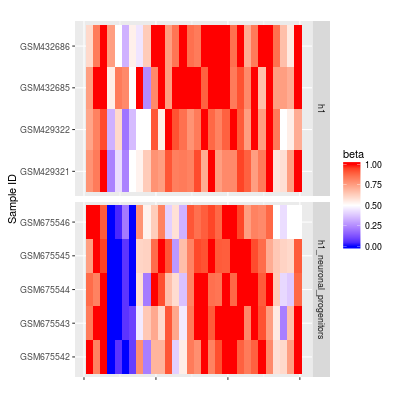 GSM432686
GSM432685
GSM429322
GSM429321
h1
Sample ID
GSM675546
GSM675545
GSM675544
GSM675543
GSM675542
h1_neuronal_progenitors
beta
1.00
0.75
0.50
0.25
0.00